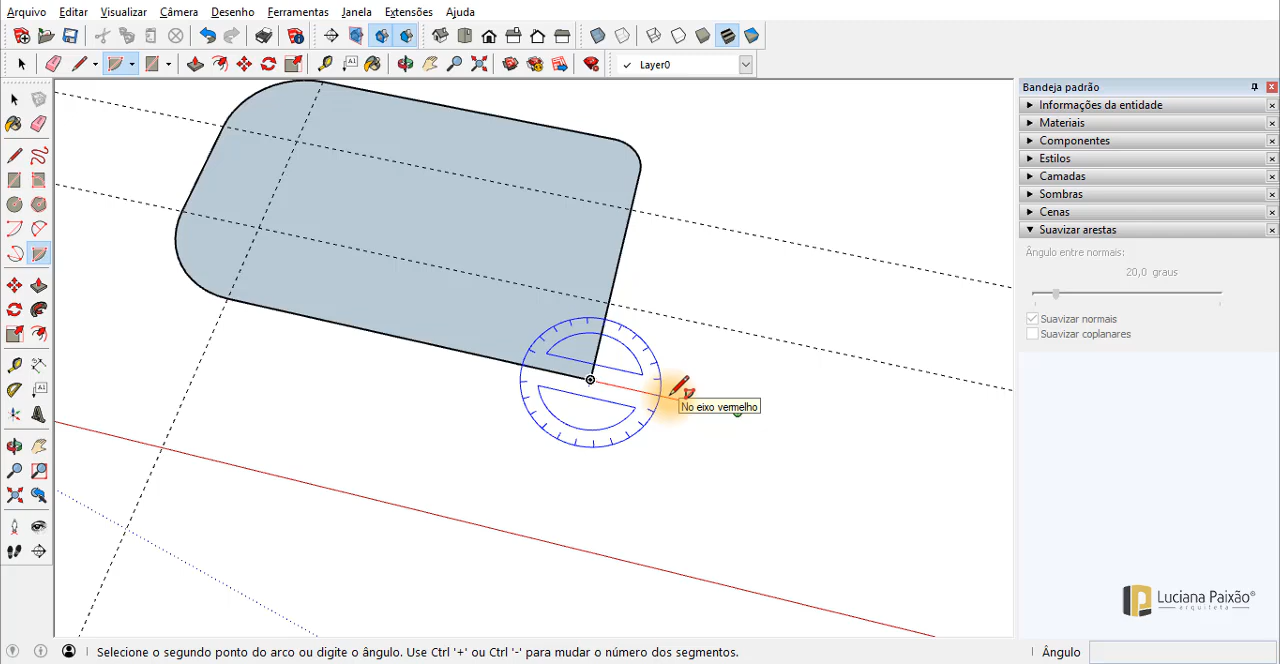 Arquivo Editar Visualizar Câmera Desenho Ferramentas Janela Extensões Ajuda
Layer0
Bandeja padrão
Informações da entidade
Materiais
Componentes
Estilos
Camadas
Sombras
Cenas
Suavizar arestas
Ângulo entre normais:
20,0 graus
Suavizar normais
Suavizar coplanares
No eixo vermelho
Luciana Paixão®
arquiteta
Selecione o segundo ponto do arco ou digite o ângulo. Use Ctrl '+' ou Ctrl '-' para mudar o número dos segmentos. Ângulo